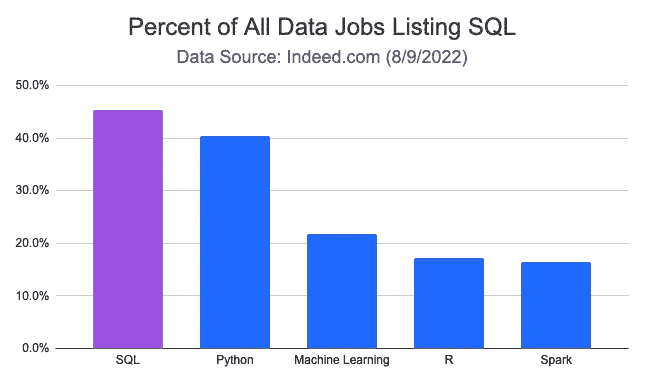 Percent of All Data Jobs Listing SQL
Data Source: Indeed.com (8/9/2022)
50.0%
40.0%
30.0%
20.0%
10.0%
0.0%
SQL Python Machine Learning R Spark